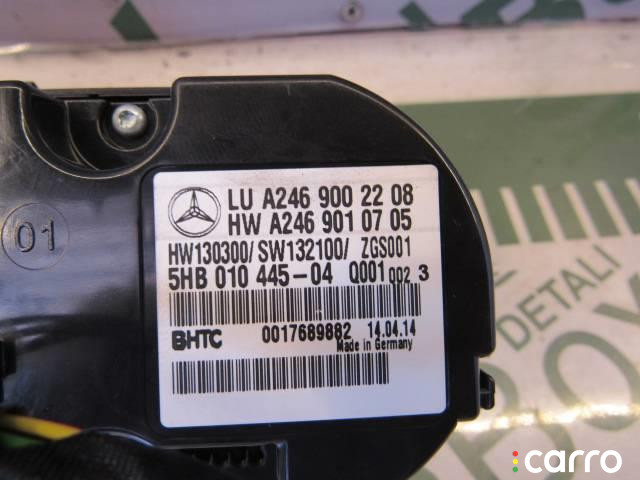 LU A246 900 22 08
HW A246 901 07 05
HW130300/ SW132100/ ZGS001
5HB 010 445-04 Q001 002 3
BHTC 0017689882 14.04.14
Made in Germany
01
DETALI
carro